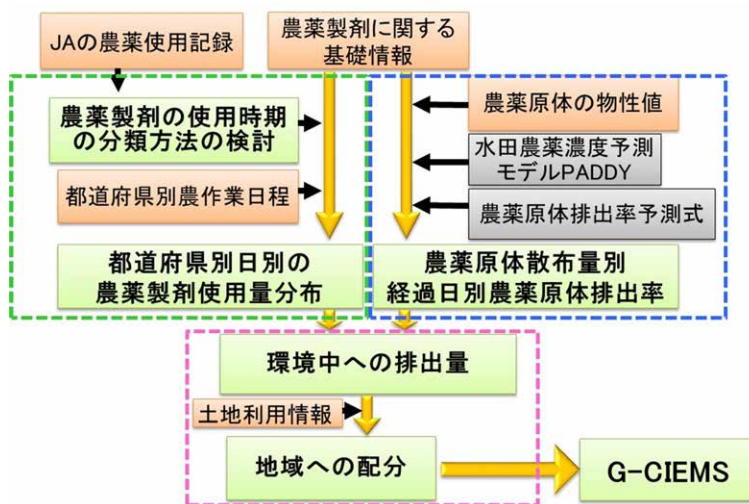 JAの農薬使用記録
農薬製剤に関する
基礎情報
農薬製剤の使用時期
の分類方法の検討
農薬原体の物性値
水田農薬濃度予測
モデルPADDY
都道府県別農作業日程
農薬原体排出率予測式
都道府県別日別の
農薬製剤使用量分布
農薬原体散布量別
経過日別農薬原体排出率
環境中への排出量
土地利用情報
地域への配分
G-CIEMS